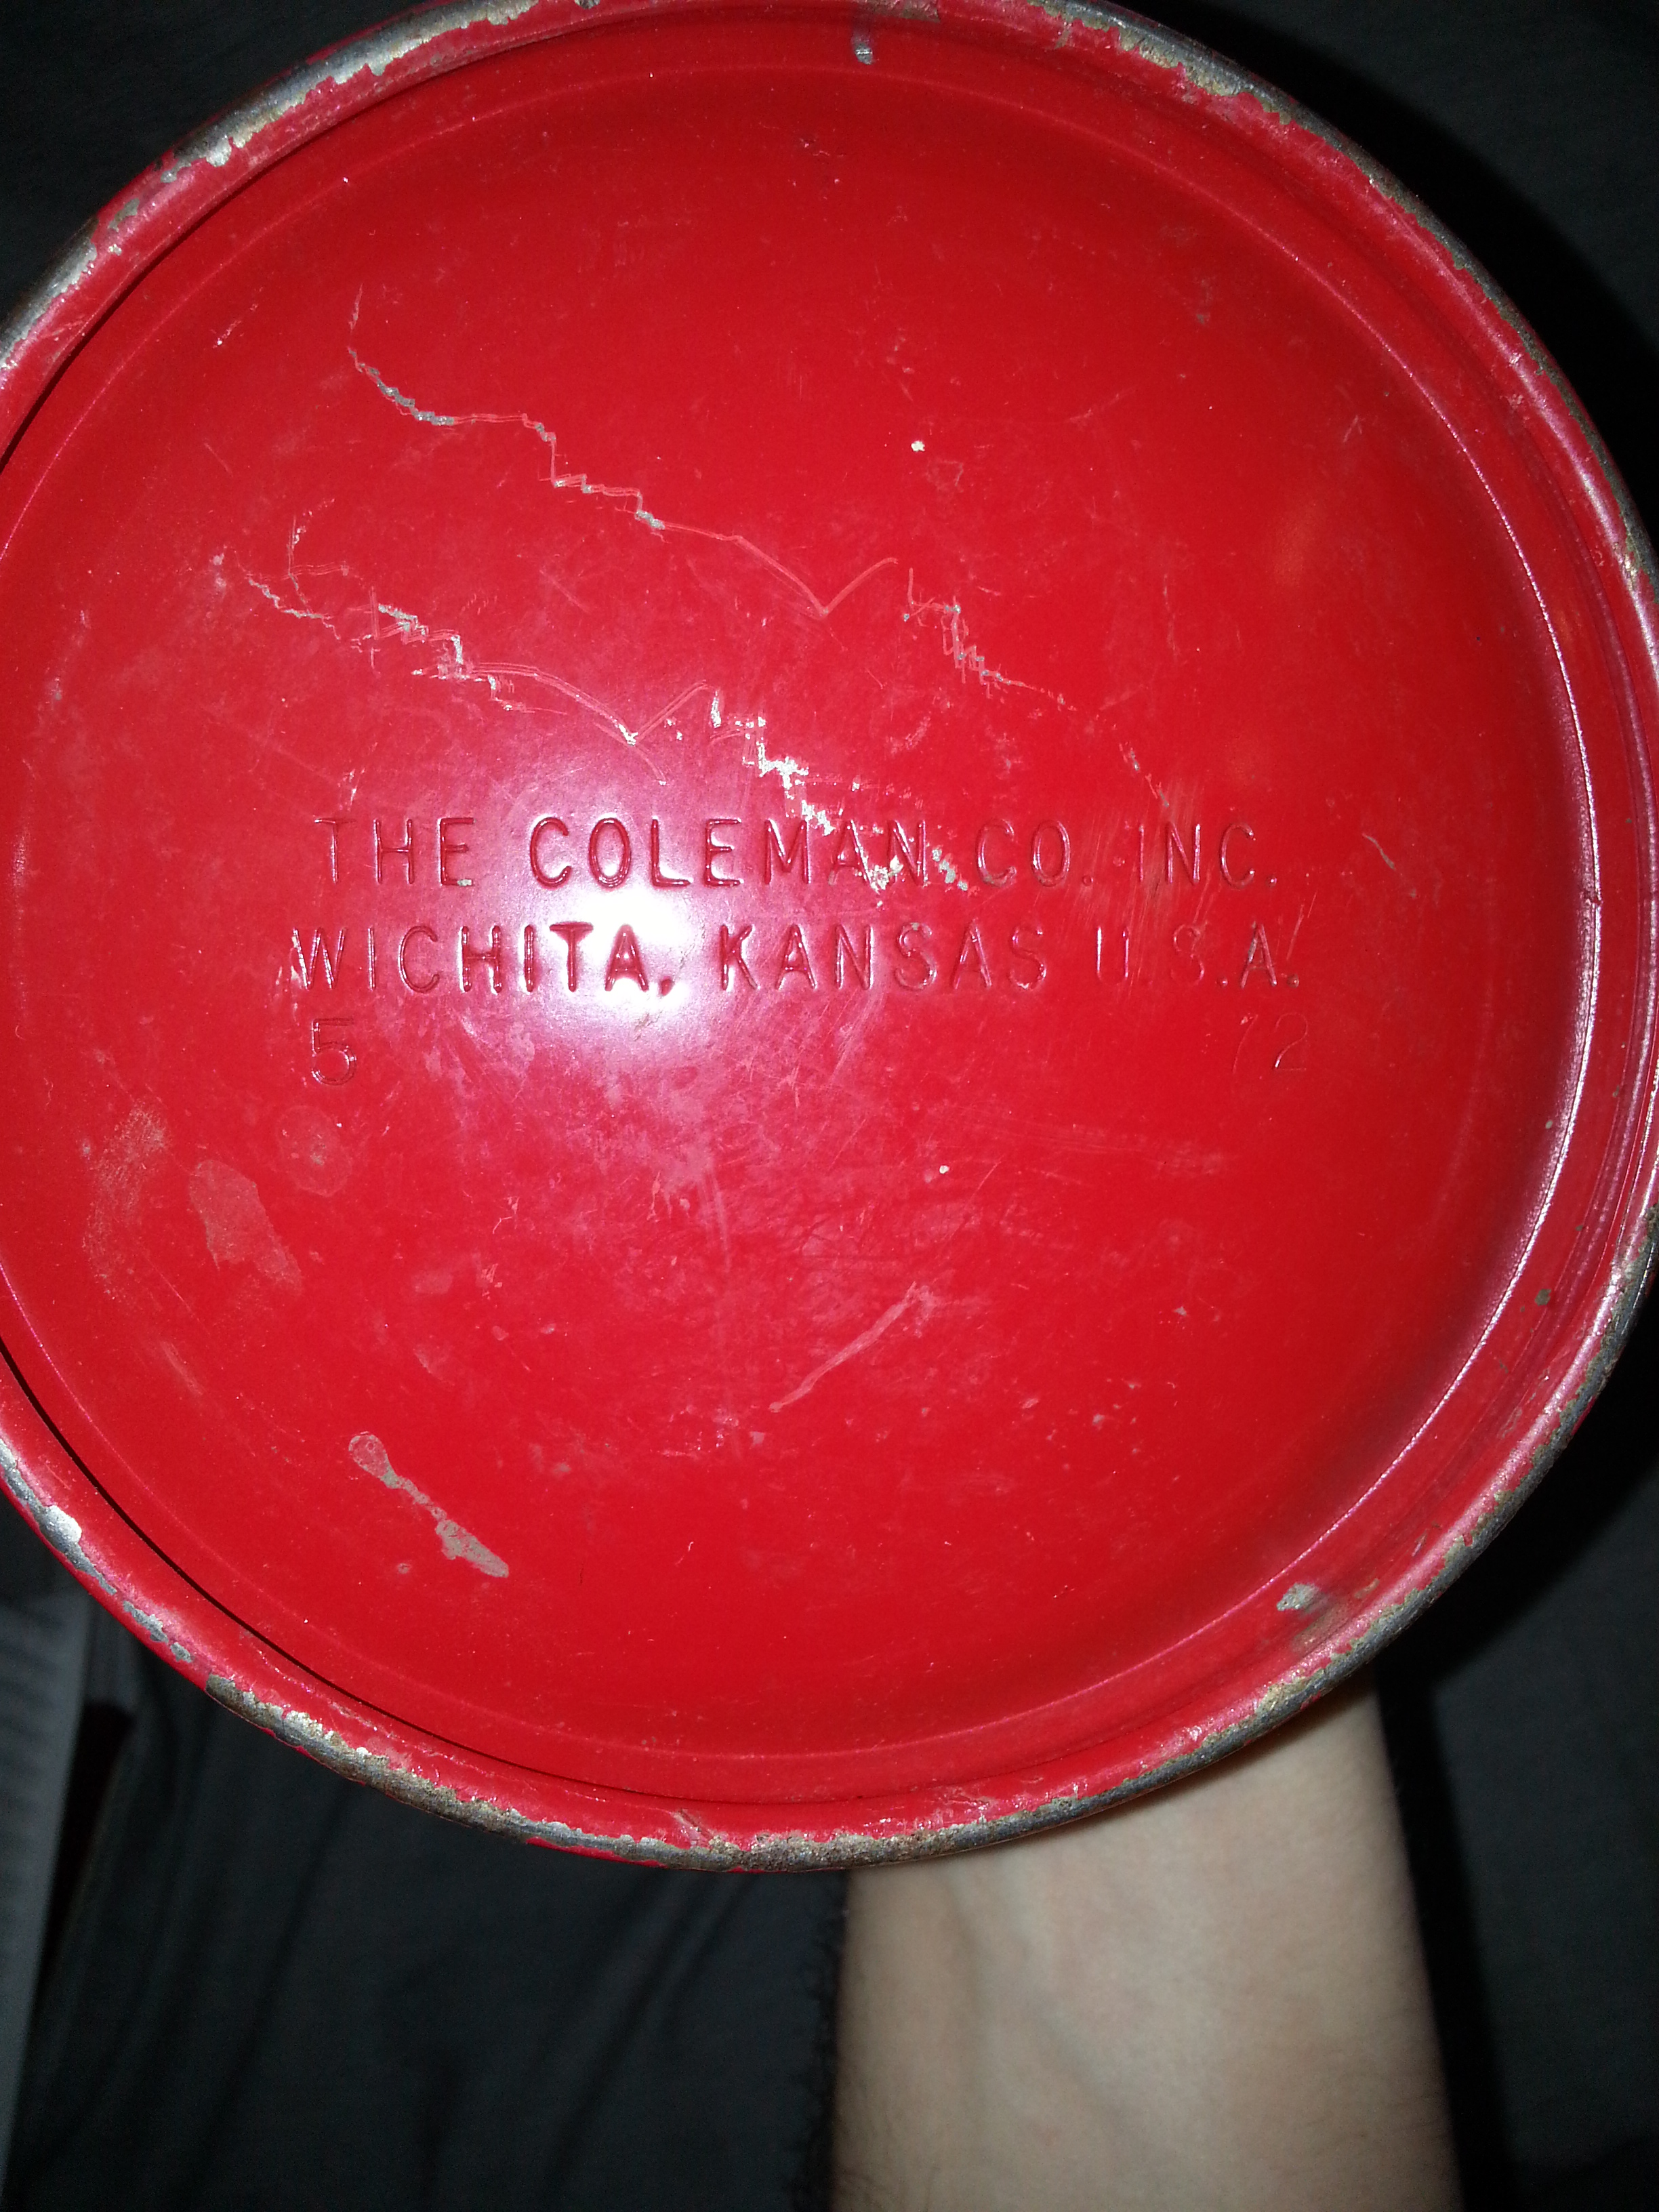 THE COLEMAN CO. INC.
WICHITA, KANSAS U.S.A.
5 72